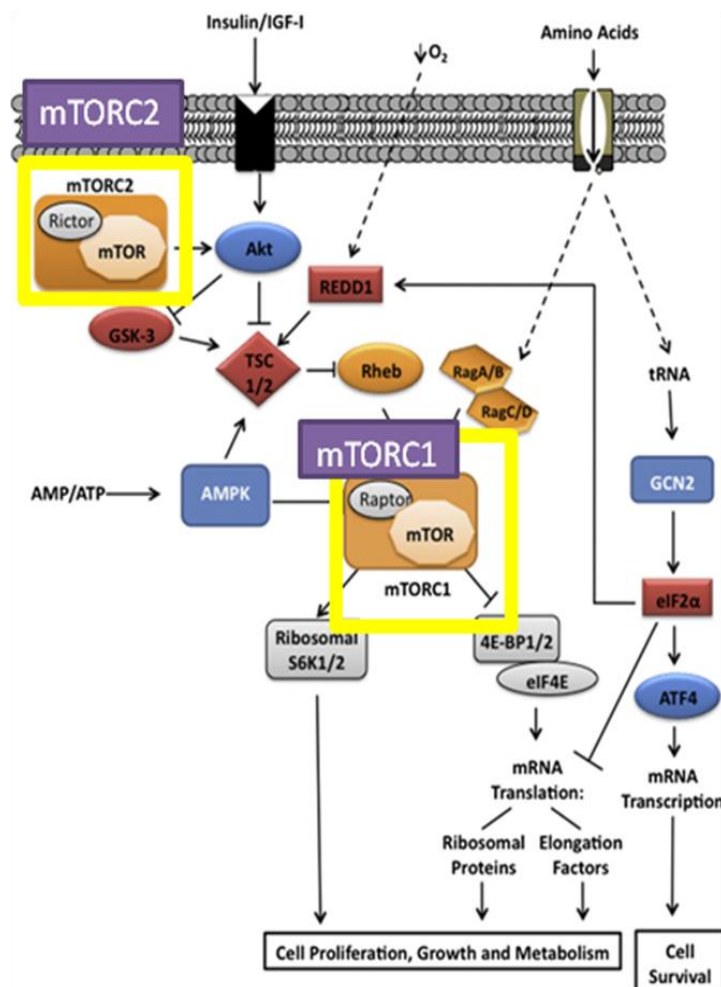 Insulin/IGF-I
↓O₂
Amino Acids
mTORC2
mTORC2
Rictor
mTOR
Akt
REDD1
GSK-3
TSC
1/2
Rheb
RagA/B
RagC/D
tRNA
mTORC1
AMP/ATP
AMPK
Raptor
mTOR
GCN2
mTORC1
eIF2α
Ribosomal
S6K1/2
4E-BP1/2
eIF4E
ATF4
mRNA
Translation:
mRNA
Transcription
Ribosomal
Proteins
Elongation
Factors
Cell Proliferation, Growth and Metabolism
Cell
Survival